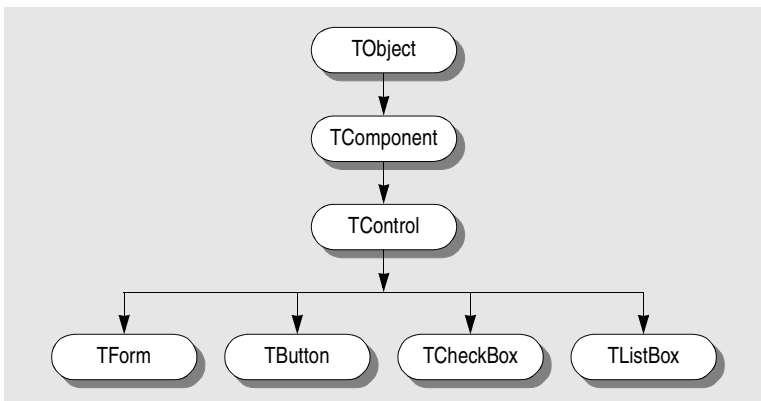 TObject
TComponent
TControl
TForm
TButton
TCheckBox
TListBox